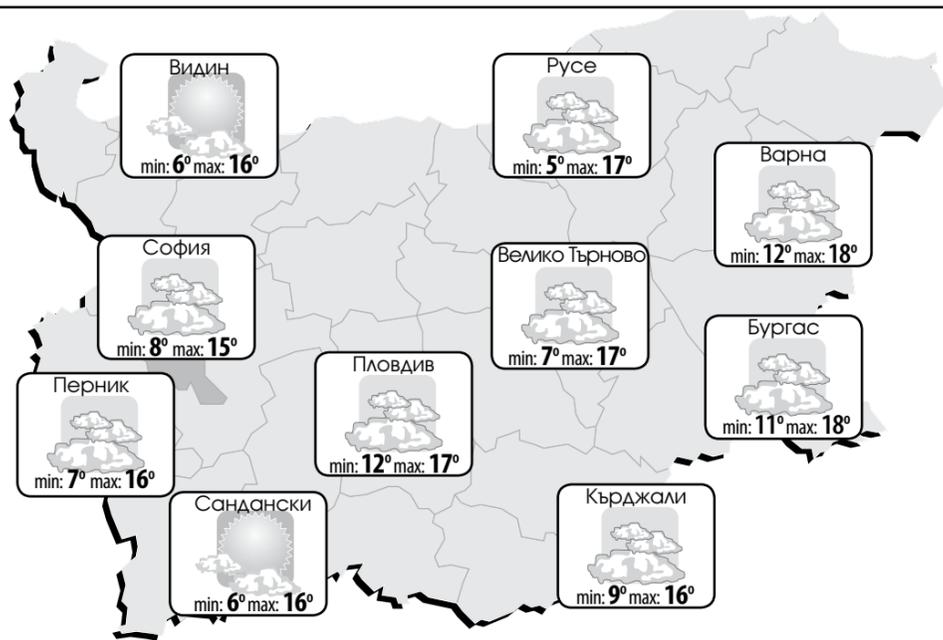 Видин
min: 6° max: 16°
Русе
min: 5° max: 17°
Варна
min: 12° max: 18°
София
min: 8° max: 15°
Велико Търново
min: 7° max: 17°
Бургас
min: 11° max: 18°
Пловдив
min: 12° max: 17°
Перник
min: 7° max: 16°
Сандански
min: 6° max: 16°
Кърджали
min: 9° max: 16°